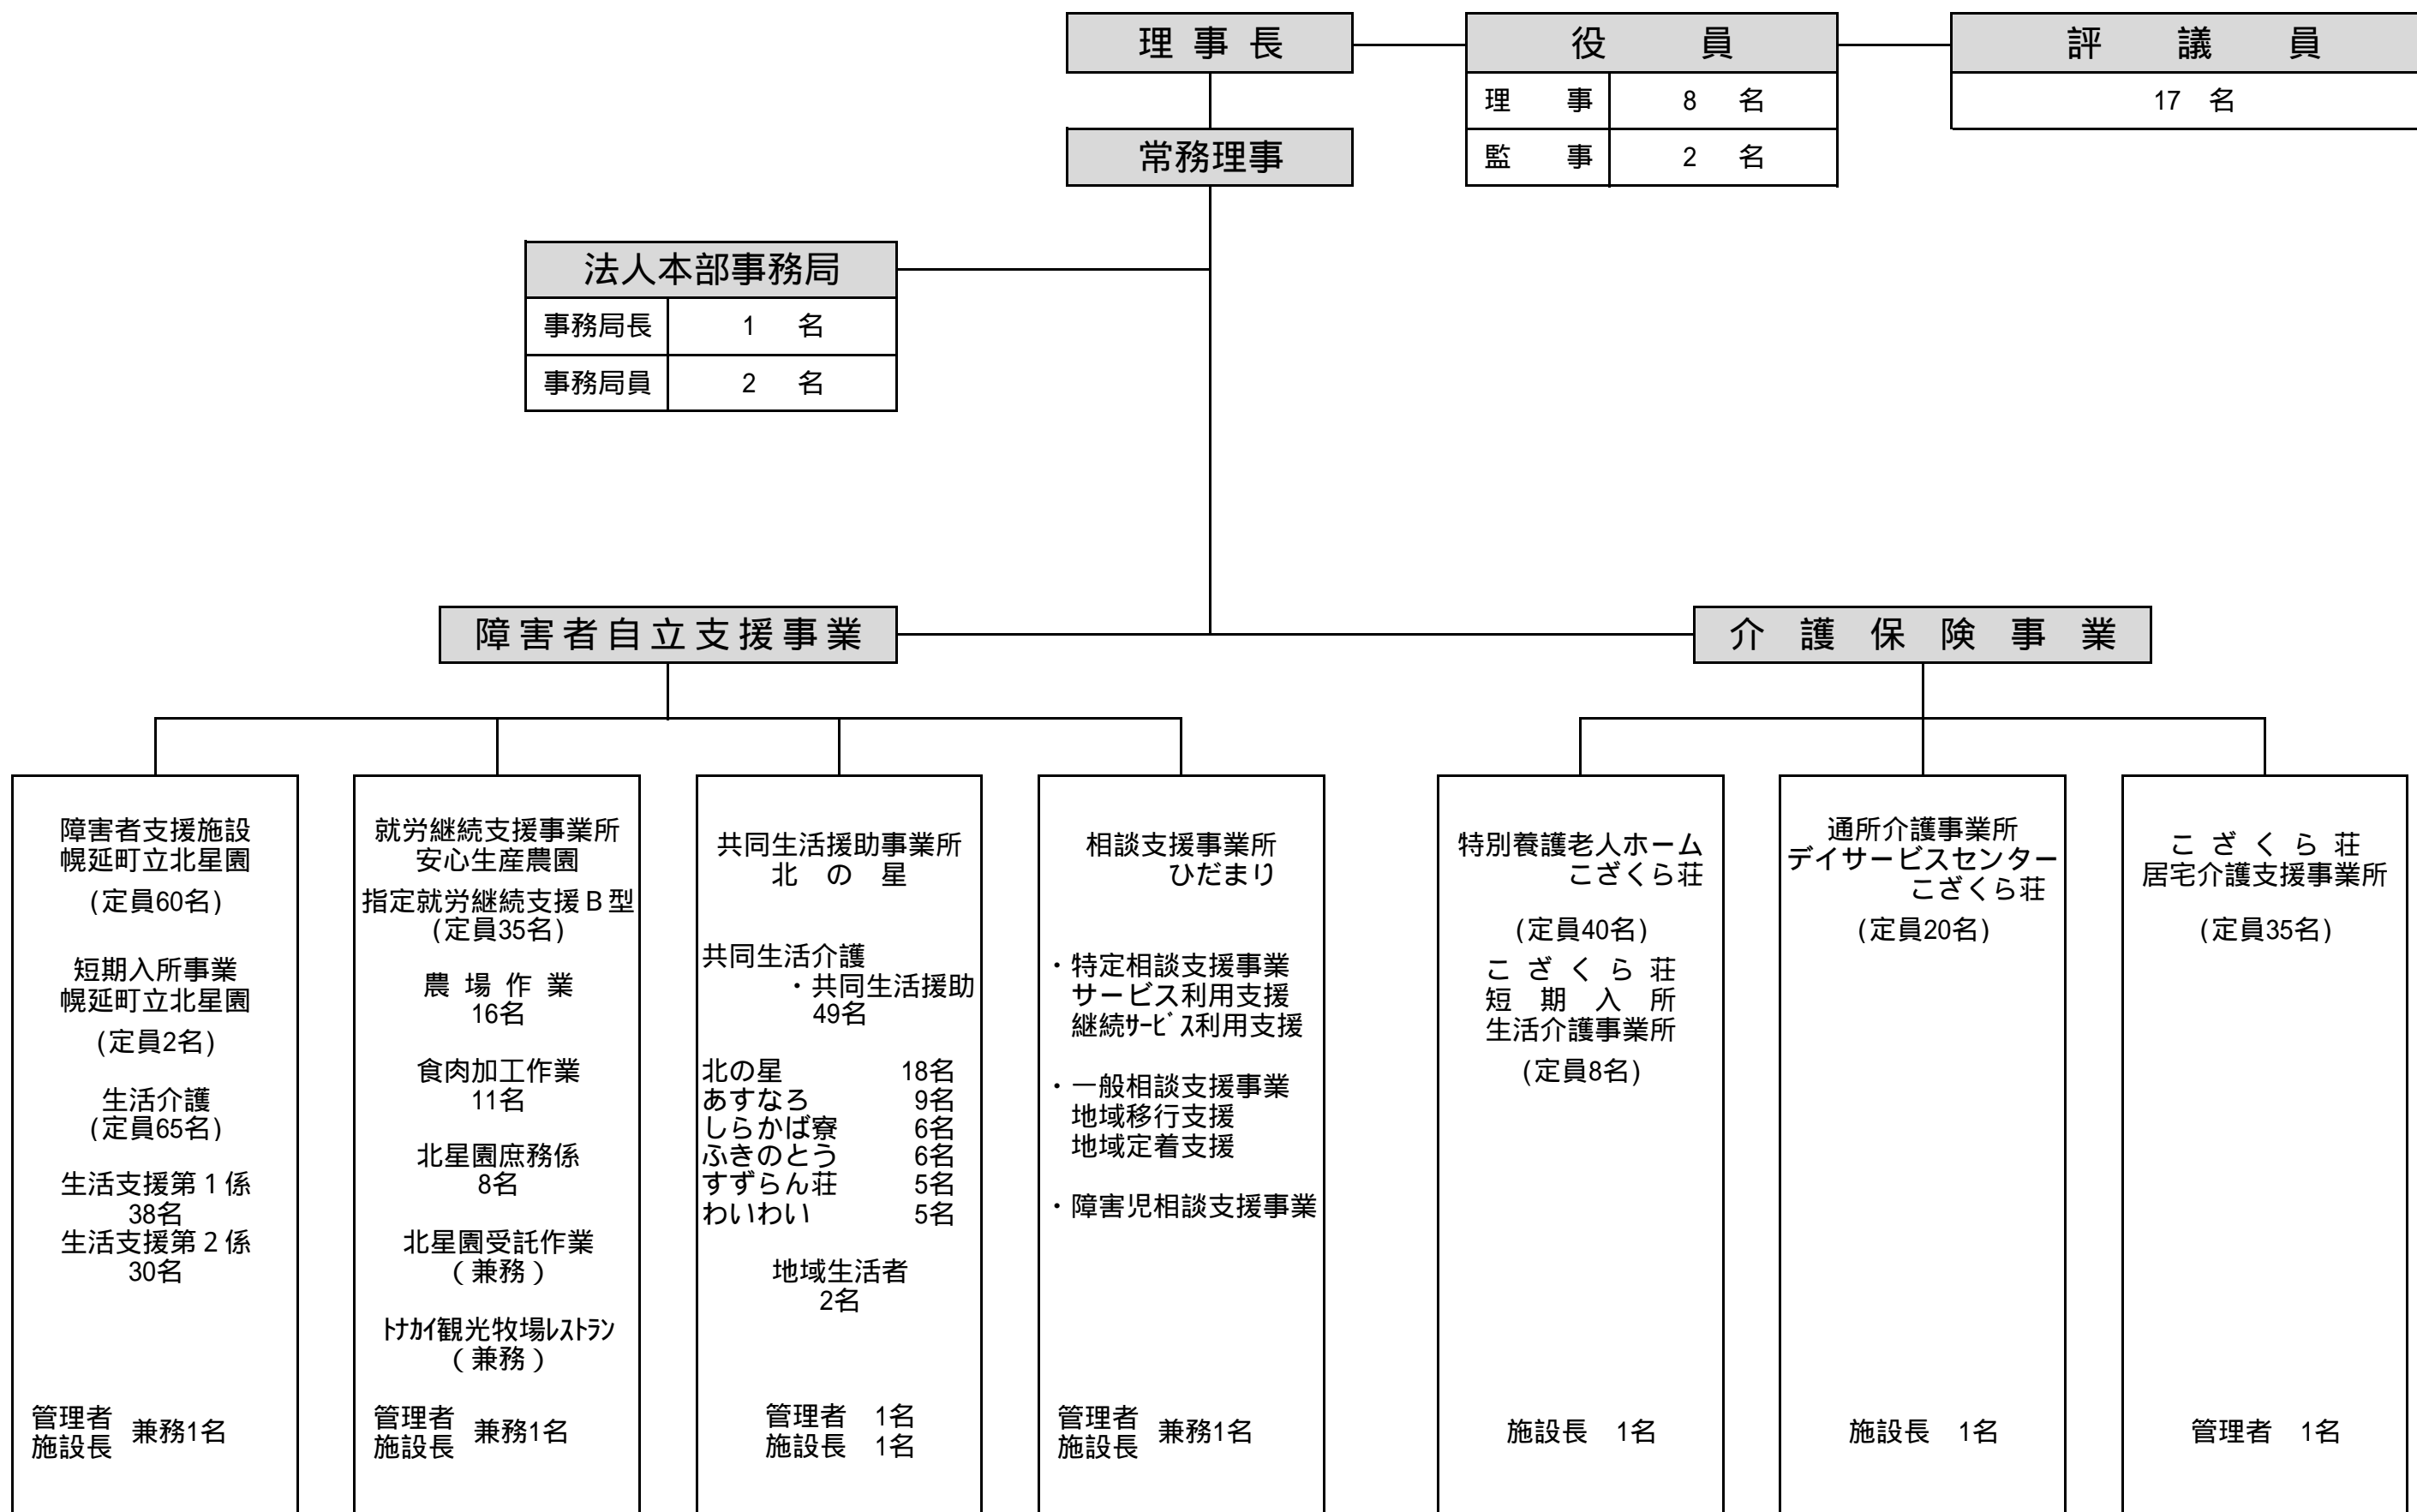 理事長
役員
評議員
理事 8 名
17 名
常務理事
監事 2 名
法人本部事務局
事務局長 1 名
事務局員 2 名
障害者自立支援事業
介護保険事業
障害者支援施設
幌延町立北星園
(定員60名)
短期入所事業
幌延町立北星園
(定員2名)
生活介護
(定員65名)
生活支援第1係
38名
生活支援第2係
30名
管理者
施設長
兼務1名
就労継続支援事業所
安心生産農園
指定就労継続支援B型
(定員35名)
農場作業
16名
食肉加工作業
11名
北星園庶務係
8名
北星園受託作業
(兼務)
ﾄﾅｶｲ観光牧場ﾚｽﾄﾗﾝ
(兼務)
管理者
施設長
兼務1名
共同生活援助事業所
北の星
共同生活介護
・共同生活援助
49名
北の星 18名
あすなろ 9名
しらかば寮 6名
ふきのとう 6名
すずらん荘 5名
わいわい 5名
地域生活者
2名
管理者 1名
施設長 1名
相談支援事業所
ひだまり
・特定相談支援事業
サービス利用支援
継続ｻｰﾋﾞｽ利用支援
・一般相談支援事業
地域移行支援
地域定着支援
・障害児相談支援事業
管理者
施設長
兼務1名
特別養護老人ホーム
こざくら荘
(定員40名)
こざくら荘
短期入所
生活介護事業所
(定員8名)
施設長 1名
通所介護事業所
デイサービスセンター
こざくら荘
(定員20名)
施設長 1名
こざくら荘
居宅介護支援事業所
(定員35名)
管理者 1名